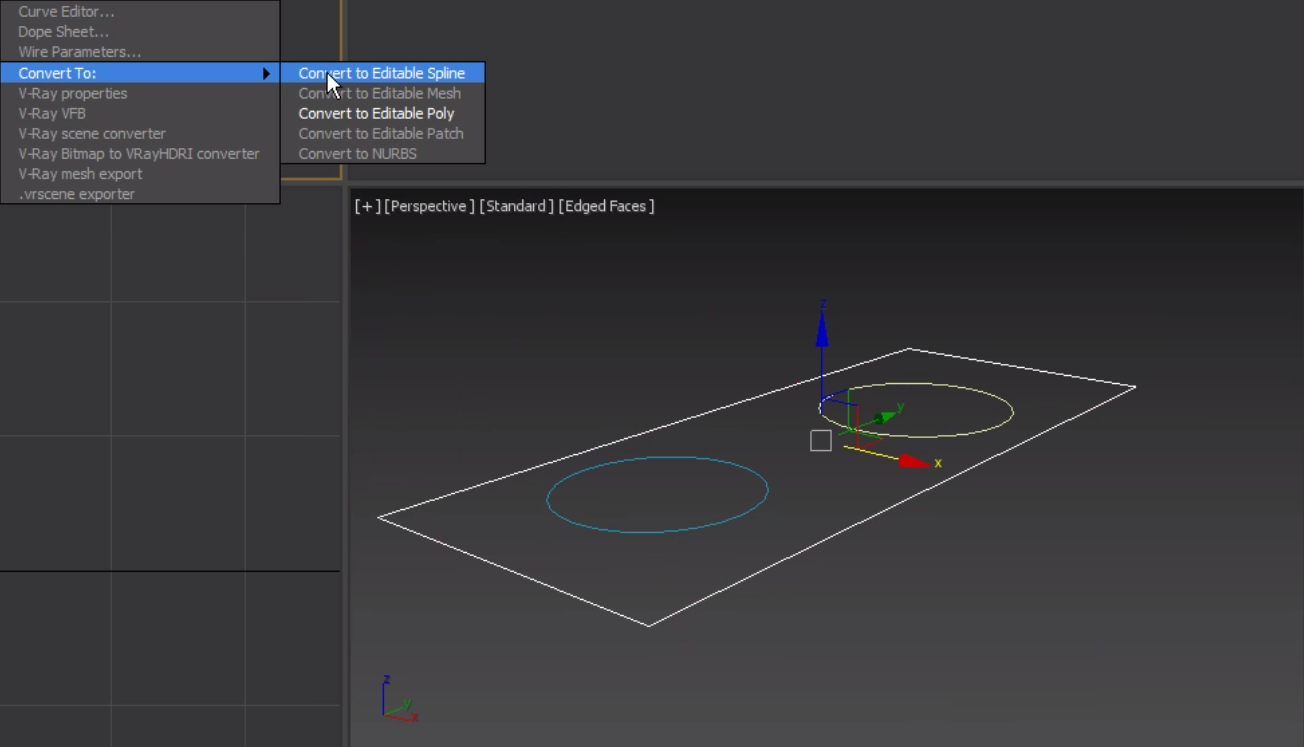 Curve Editor...
Dope Sheet...
Wire Parameters...
Convert To:
V-Ray properties
V-Ray VFB
V-Ray scene converter
V-Ray Bitmap to VRayHDRI converter
V-Ray mesh export
.vrscene exporter
Convert to Editable Spline
Convert to Editable Mesh
Convert to Editable Poly
Convert to Editable Patch
Convert to NURBS
[+] [Perspective] [Standard] [Edged Faces]
z
y
x
z
y
x